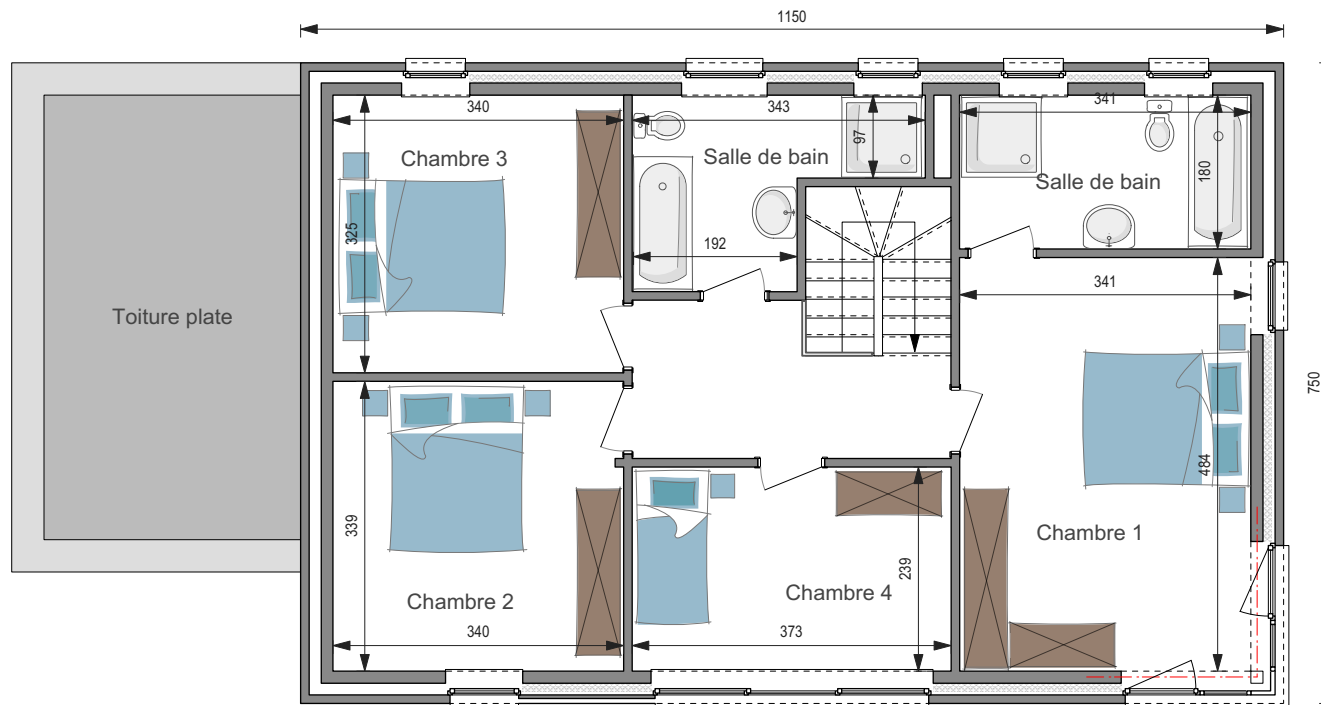 1150
340
343
341
97
Chambre 3
Salle de bain
Salle de bain
180
325
192
341
Toiture plate
750
484
339
Chambre 1
239
Chambre 2
Chambre 4
340
373